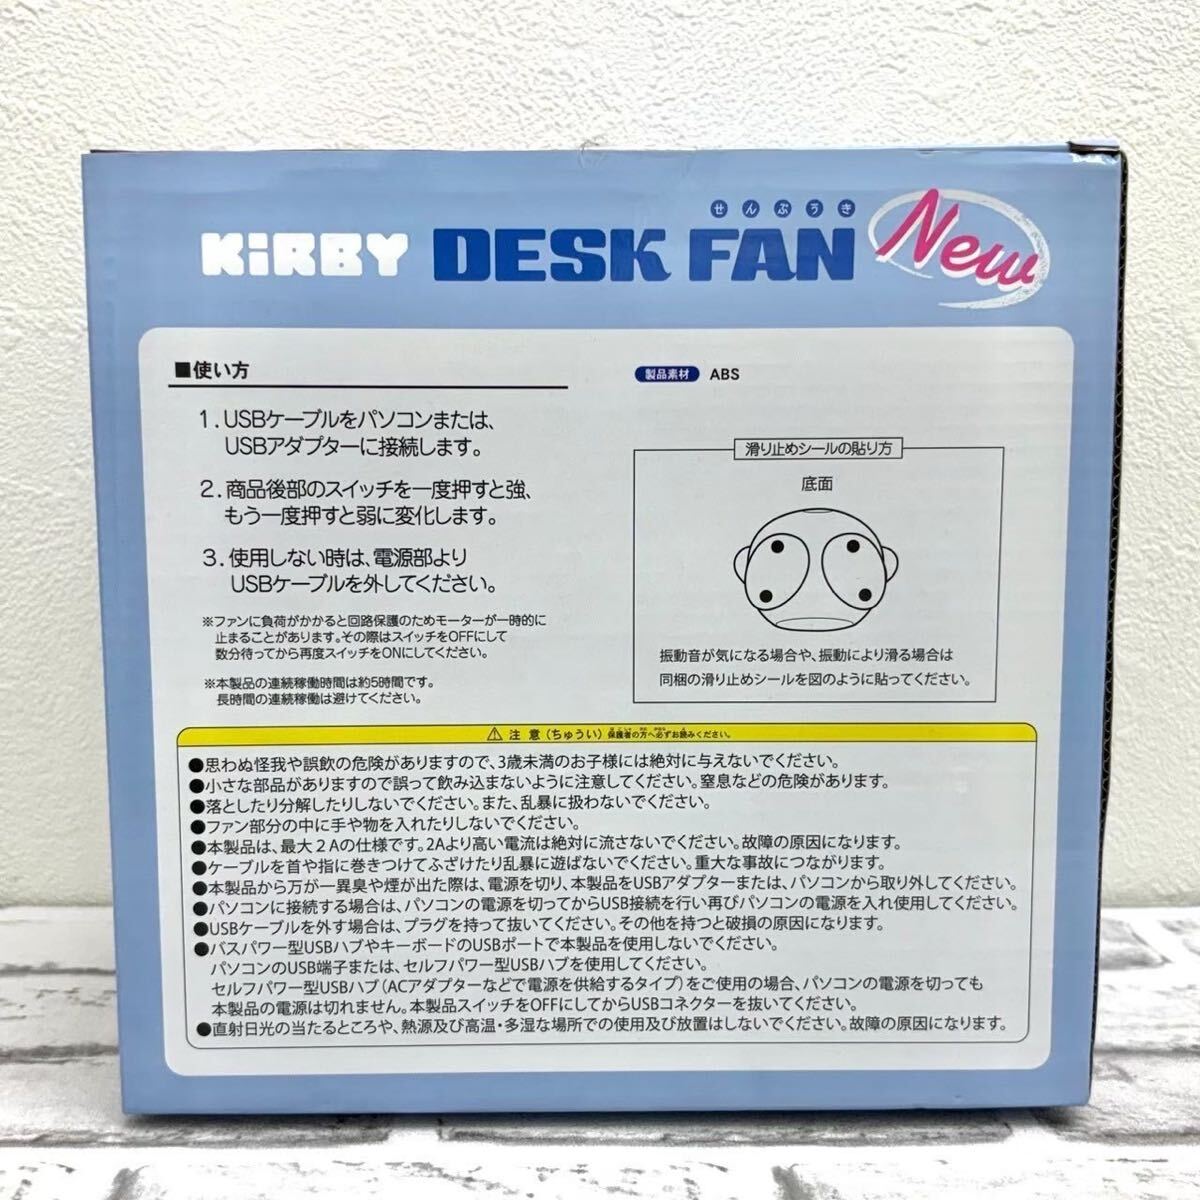 せんぷうき
KiRBY DESK FAN New
■使い方
1. USBケーブルをパソコンまたは、
USBアダプターに接続します。
2. 商品後部のスイッチを一度押すと強、
もう一度押すと弱に変化します。
3. 使用しない時は、電源部より
USBケーブルを外してください。
※ファンに負荷がかかると回路保護のためモーターが一時的に
止まることがあります。その際はスイッチをOFFにして
数分待ってから再度スイッチをONにしてください。
※本製品の連続稼働時間は約5時間です。
長時間の連続稼働は避けてください。
製品素材 ABS
滑り止めシールの貼り方
底面
振動音が気になる場合や、振動により滑る場合は
同梱の滑り止めシールを図のように貼ってください。
⚠ 注意(ちゅうい) 保護者の方へ必ずお読みください。
●思わぬ怪我や誤飲の危険がありますので、3歳未満のお子様には絶対に与えないでください。
●小さな部品がありますので誤って飲み込まないように注意してください。窒息などの危険があります。
●落としたり分解したりしないでください。また、乱暴に扱わないでください。
●ファン部分の中に手や物を入れたりしないでください。
●本製品は、最大２Aの仕様です。2Aより高い電流は絶対に流さないでください。故障の原因になります。
●ケーブルを首や指に巻きつけてふざけたり乱暴に遊ばないでください。重大な事故につながります。
●本製品から万が一異臭や煙が出た際は、電源を切り、本製品をUSBアダプターまたは、パソコンから取り外してください。
●パソコンに接続する場合は、パソコンの電源を切ってからUSB接続を行い再びパソコンの電源を入れ使用してください。
●USBケーブルを外す場合は、プラグを持って抜いてください。その他を持つと破損の原因になります。
●バスパワー型USBハブやキーボードのUSBポートで本製品を使用しないでください。
パソコンのUSB端子または、セルフパワー型USBハブを使用してください。
セルフパワー型USBハブ(ACアダプターなどで電源を供給するタイプ)をご使用の場合、パソコンの電源を切っても
本製品の電源は切れません。本製品スイッチをOFFにしてからUSBコネクターを抜いてください。
●直射日光の当たるところや、熱源及び高温・多湿な場所での使用及び放置はしないでください。故障の原因になります。